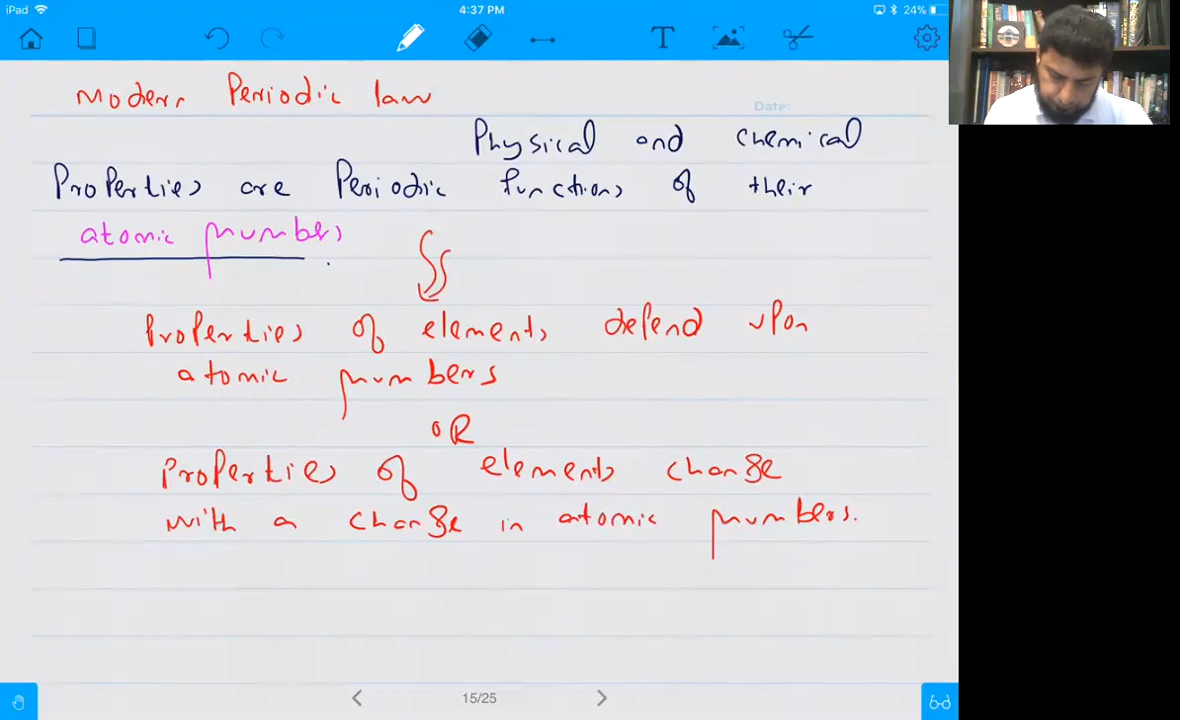 iPad
4:37 PM
24%
T
Date:
Modern Periodic law
Physical and chemical
Properties are Periodic functions of their
atomic numbers
Properties of elements depend upon
atomic numbers
OR
Properties of elements change
with a change in atomic numbers.
15/25